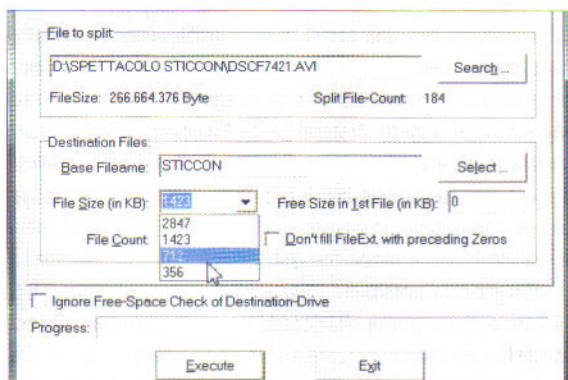 File to split:
D:\SPETTACOLO STICCON\DSCF7421.AVI
Search ...
FileSize: 266.664.376 Byte
Split File-Count: 184
Destination Files:
Base Filename:
STICCON
Select ...
File Size (in KB):
1423
Free Size in 1st File (in KB):
0
2847
1423
712
356
File Count:
Don't fill FileExt. with preceding Zeros
Ignore Free-Space Check of Destination-Drive
Progress:
Execute
Exit